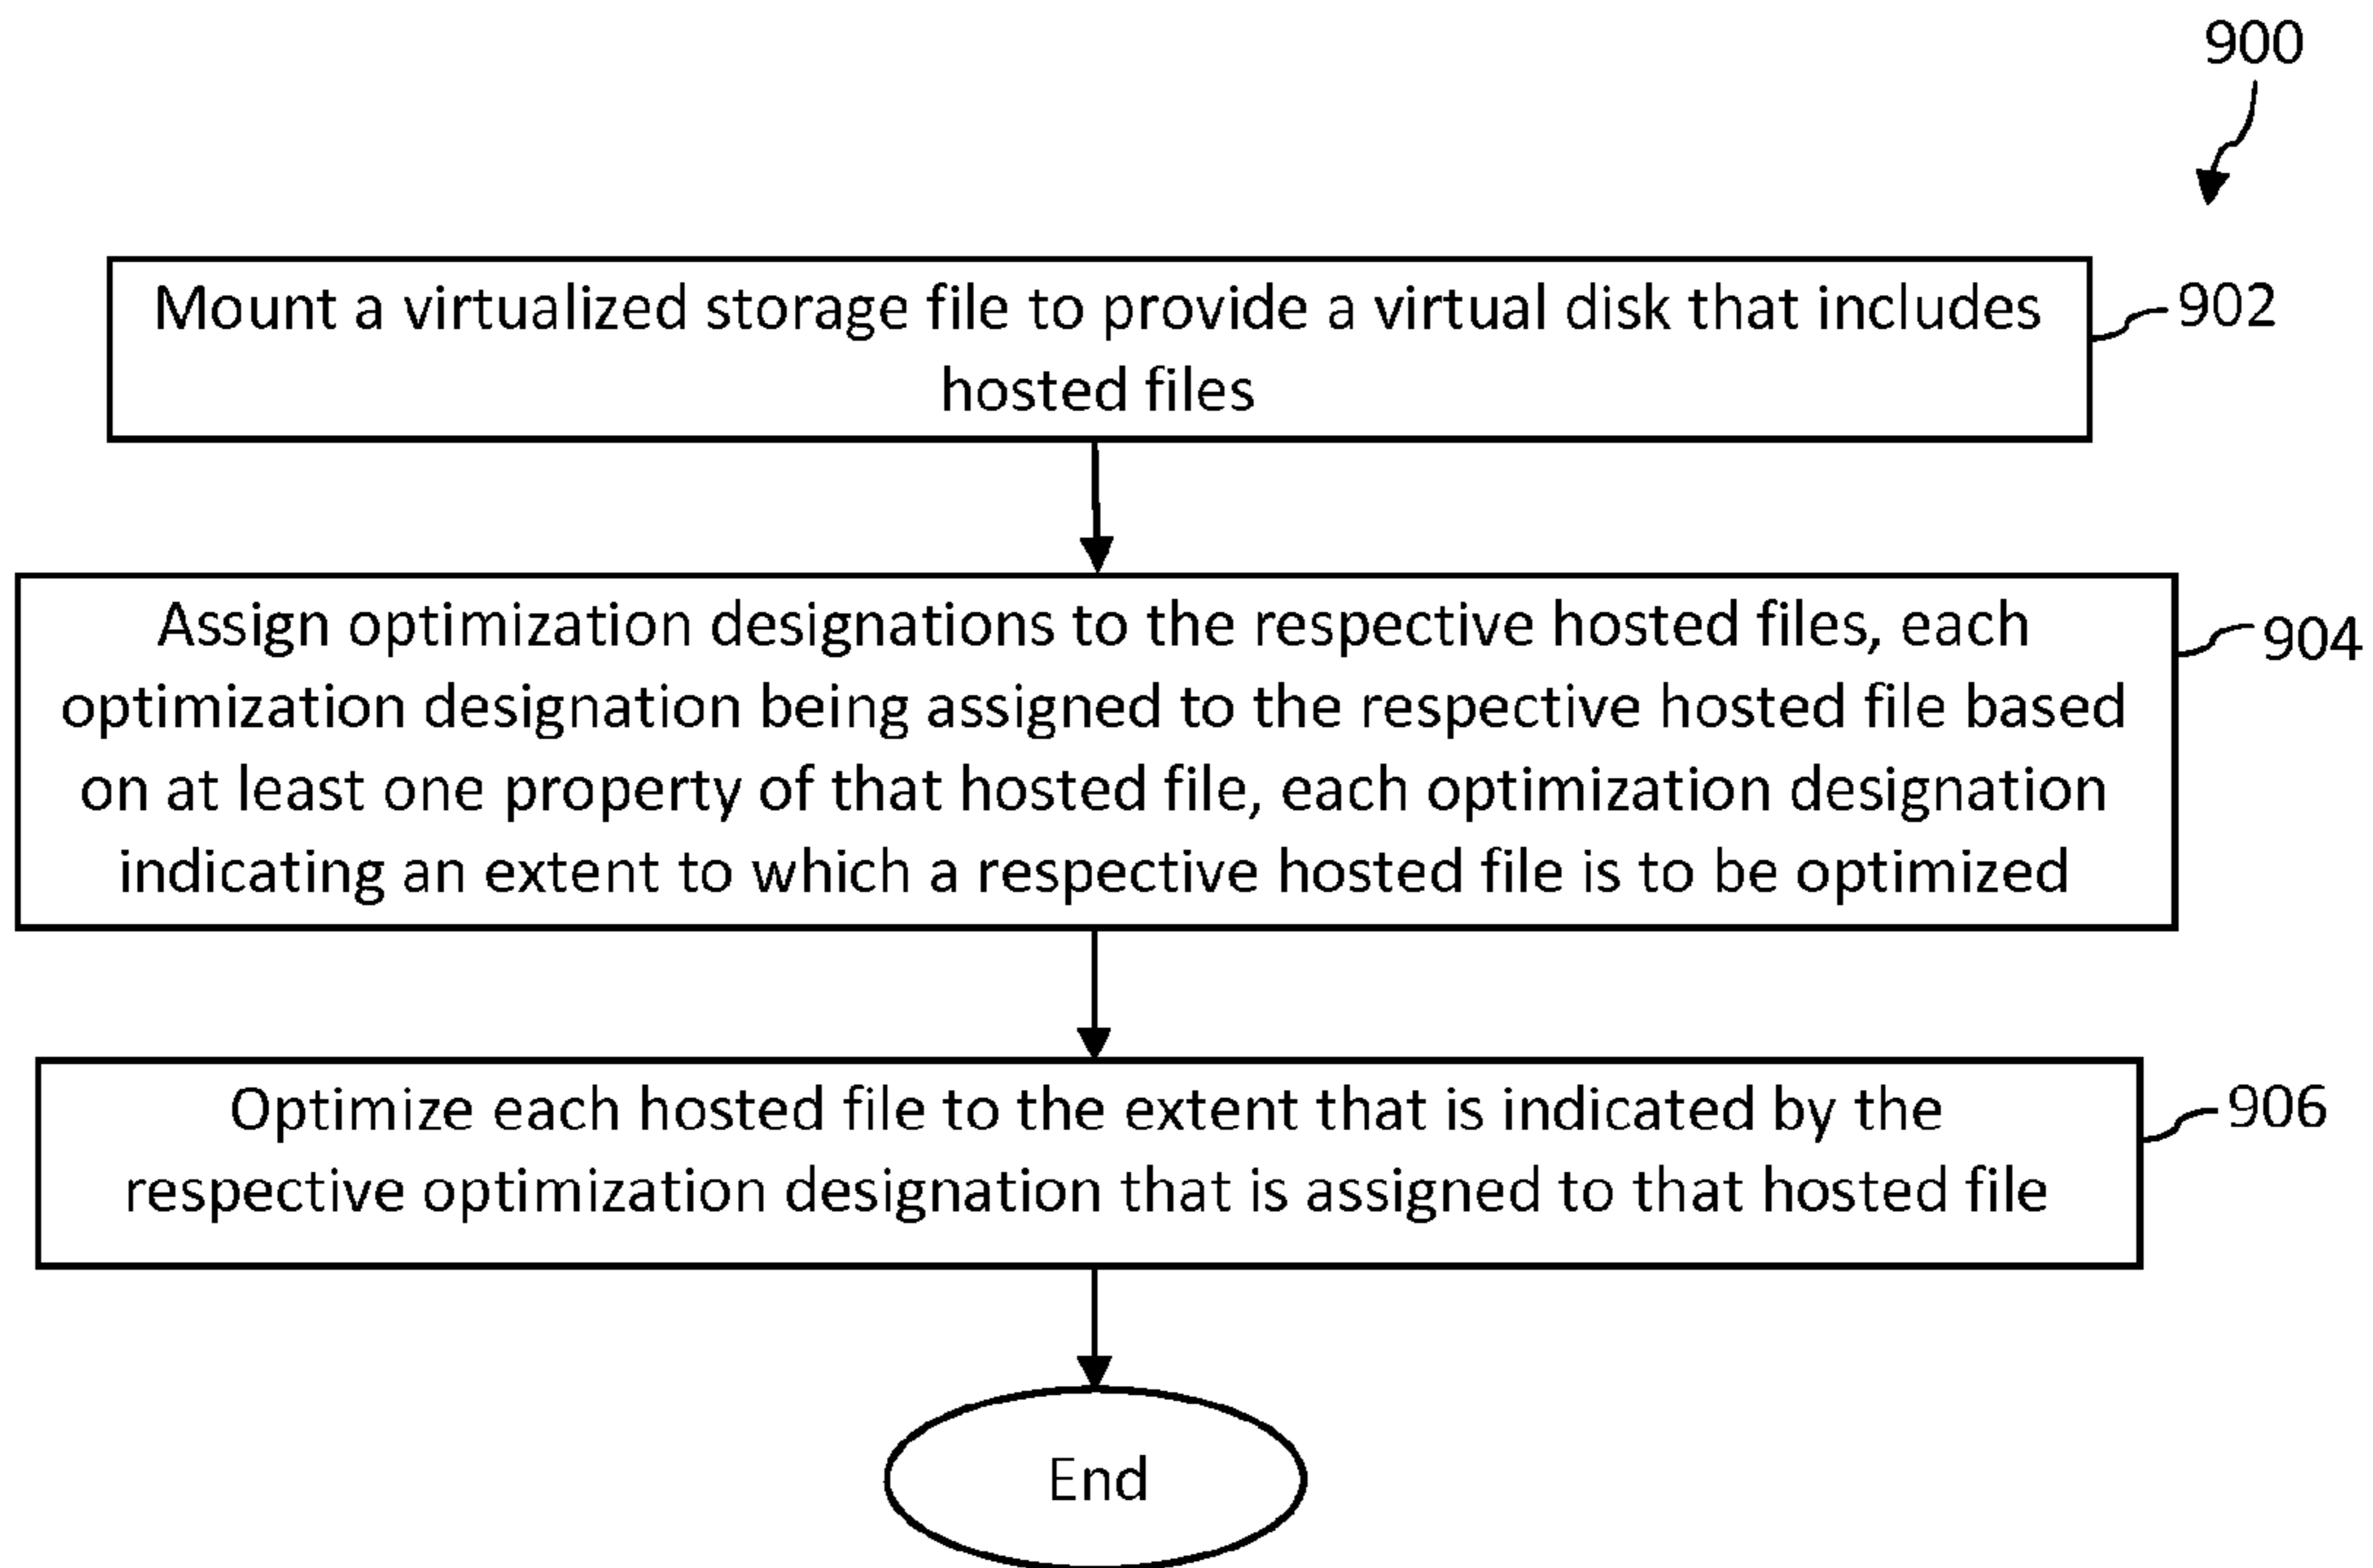 900
Mount a virtualized storage file to provide a virtual disk that includes
hosted files
902
Assign optimization designations to the respective hosted files, each
optimization designation being assigned to the respective hosted file based
on at least one property of that hosted file, each optimization designation
indicating an extent to which a respective hosted file is to be optimized
904
Optimize each hosted file to the extent that is indicated by the
respective optimization designation that is assigned to that hosted file
906
End